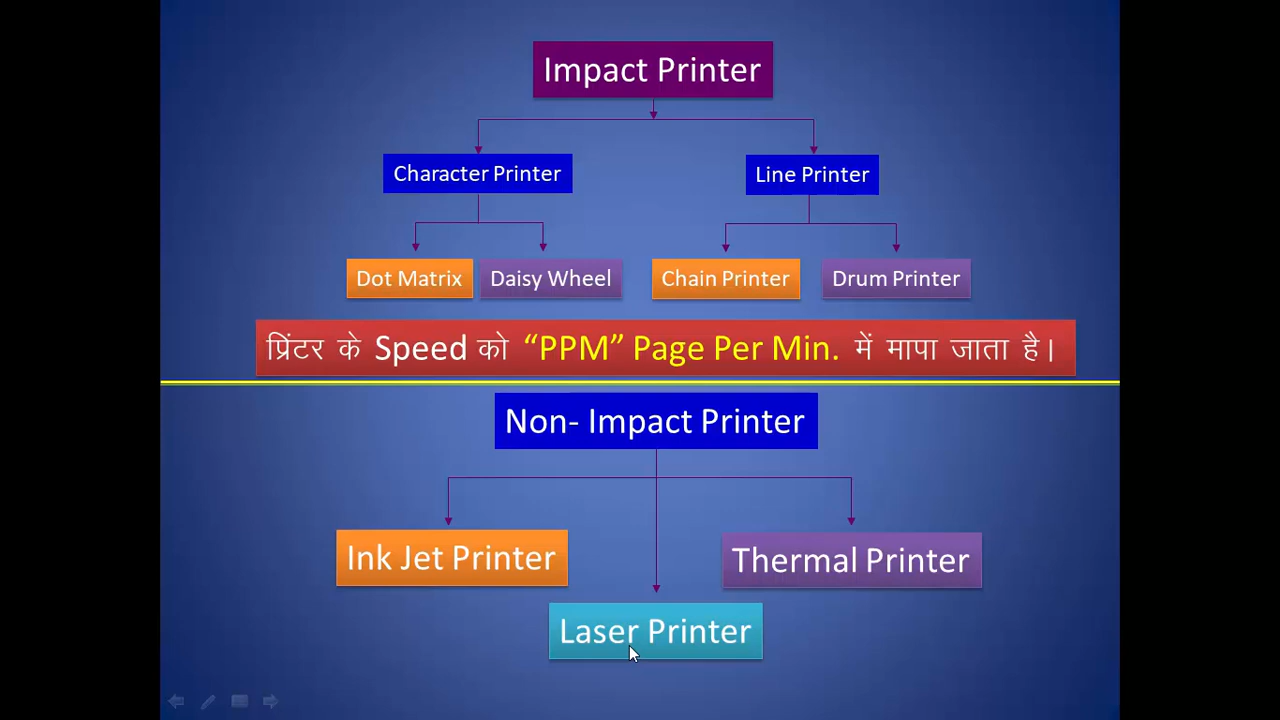 Impact Printer
Character Printer
Line Printer
Dot Matrix
Daisy Wheel
Chain Printer
Drum Printer
प्रिंटर के Speed को “PPM” Page Per Min. में मापा जाता है।
Non- Impact Printer
Ink Jet Printer
Thermal Printer
Laser Printer